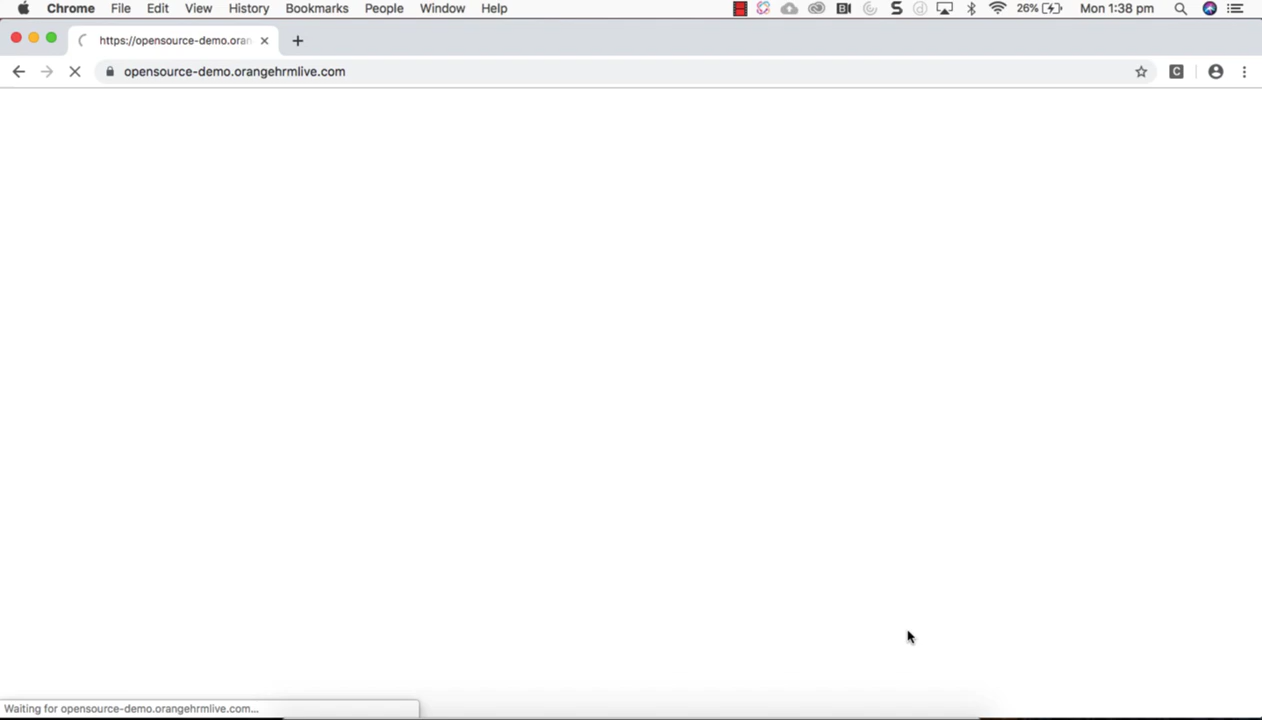 Chrome File Edit View History Bookmarks People Window Help 26% Mon 1:38 pm
https://opensource-demo.oran
opensource-demo.orangehrmlive.com
Waiting for opensource-demo.orangehrmlive.com...